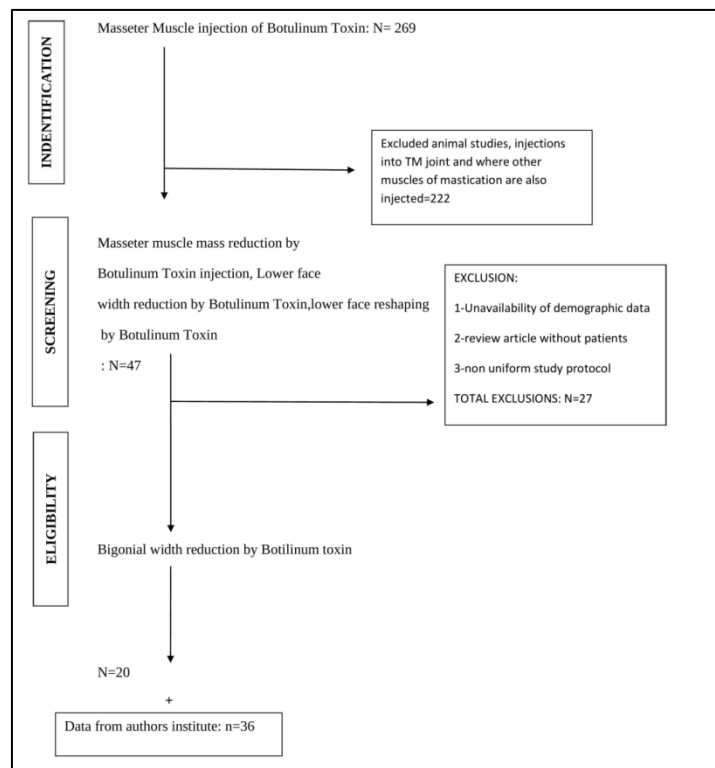 Masseter Muscle injection of Botulinum Toxin: N= 269
INDENTIFICATION
Excluded animal studies, injections
into TM joint and where other
muscles of mastication are also
injected=222
SCREENING
Masseter muscle mass reduction by
Botulinum Toxin injection, Lower face
width reduction by Botulinum Toxin,lower face reshaping
by Botulinum Toxin
: N=47
EXCLUSION:
1-Unavailability of demographic data
2-review article without patients
3-non uniform study protocol
TOTAL EXCLUSIONS: N=27
ELIGIBILITY
Bigonial width reduction by Botilinum toxin
N=20
+
Data from authors institute: n=36